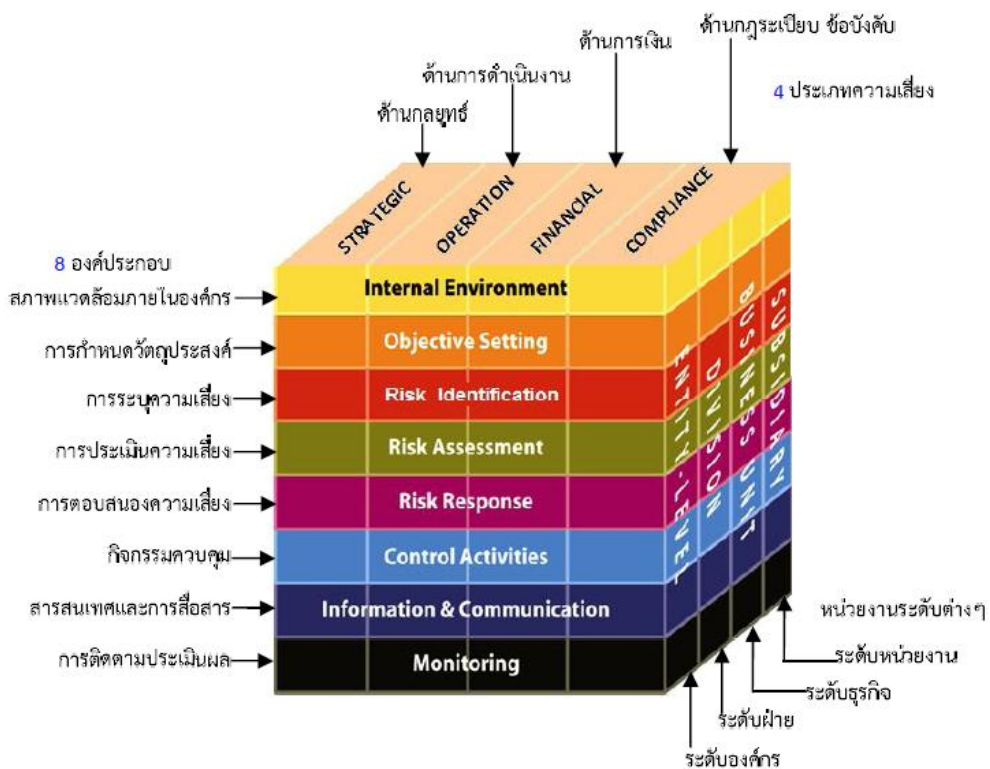 ด้านกฎระเบียบ ข้อบังคับ
ด้านการเงิน
ด้านการดำเนินงาน
4 ประเภทความเสี่ยง
ด้านกลยุทธ์
STRATEGIC
OPERATION
FINANCIAL
COMPLIANCE
8 องค์ประกอบ
สภาพแวดล้อมภายในองค์กร
Internal Environment
การกำหนดวัตถุประสงค์
Objective Setting
การระบุความเสี่ยง
Risk Identification
การประเมินความเสี่ยง
Risk Assessment
การตอบสนองความเสี่ยง
Risk Response
กิจกรรมควบคุม
Control Activities
สารสนเทศและการสื่อสาร
Information & Communication
การติดตามประเมินผล
Monitoring
ENTITY-LEVEL
DIVISION
BUSINESS UNIT
SUBSIDIARY
หน่วยงานระดับต่างๆ
ระดับหน่วยงาน
ระดับธุรกิจ
ระดับฝ่าย
ระดับองค์กร